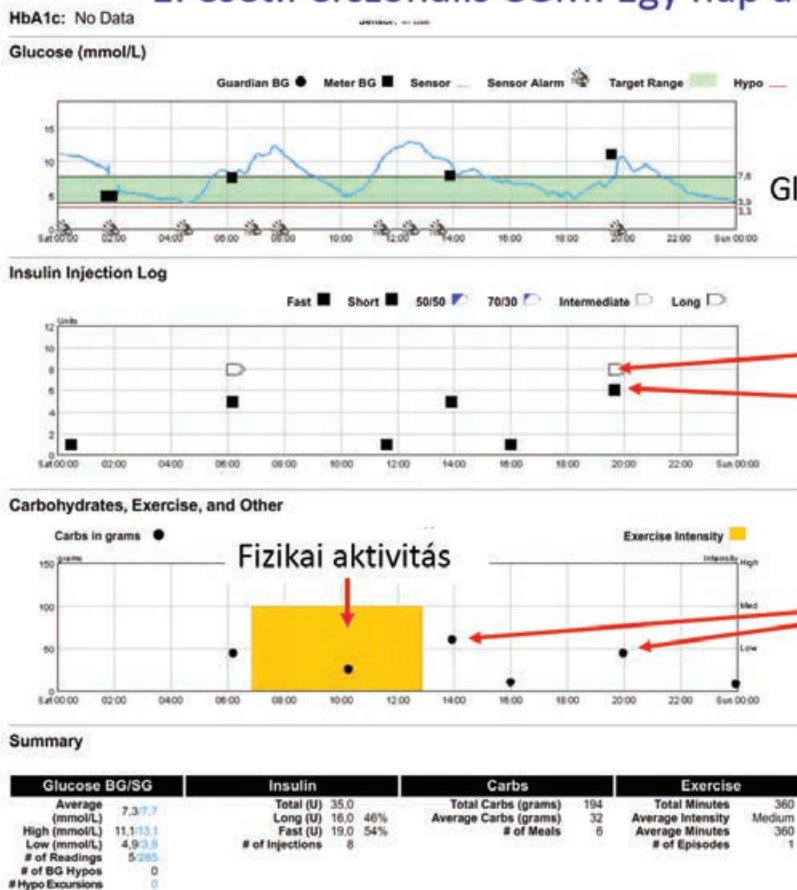 HbA1c: No Data
Glucose (mmol/L)
Guardian BG Meter BG Sensor Sensor Alarm Target Range Hypo
15
10
5
0
7,8
3,9
3,3
Gl
Sat 00:00 02:00 04:00 06:00 08:00 10:00 12:00 14:00 16:00 18:00 20:00 22:00 Sun 00:00
Insulin Injection Log
Fast Short 50/50 70/30 Intermediate Long
Units
12
10
8
6
4
2
0
Sat 00:00 02:00 04:00 06:00 08:00 10:00 12:00 14:00 16:00 18:00 20:00 22:00 Sun 00:00
Carbohydrates, Exercise, and Other
Carbs in grams Exercise Intensity
Fizikai aktivitás
grams Intensity
150 High
100 Med
50 Low
0
Sat 00:00 02:00 04:00 06:00 08:00 10:00 12:00 14:00 16:00 18:00 20:00 22:00 Sun 00:00
Summary
Glucose BG/SG Insulin Carbs Exercise
Average (mmol/L) 7,3/7,7 Total (U) 35,0 Total Carbs (grams) 194 Total Minutes 360
High (mmol/L) 11,1/13,1 Long (U) 16,0 46% Average Carbs (grams) 32 Average Intensity Medium
Low (mmol/L) 4,9/3,9 Fast (U) 19,0 54% # of Meals 6 Average Minutes 360
# of Readings 5/265 # of Injections 8 # of Episodes 1
# of BG Hypos 0
# Hypo Excursions 0